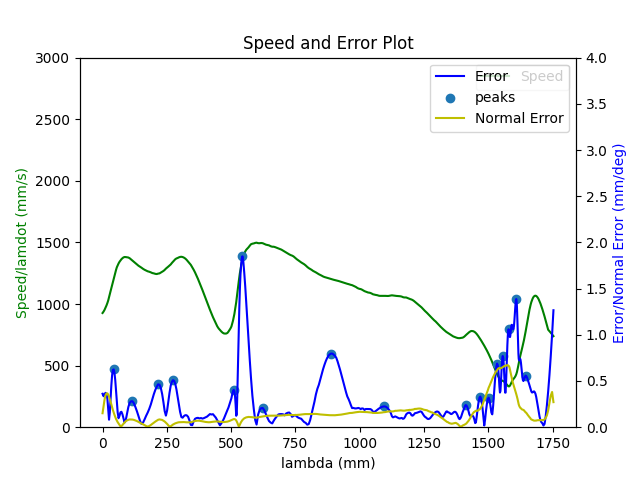 Speed and Error Plot
3000
2500
2000
1500
1000
500
0
Speed/lamdot (mm/s)
4.0
3.5
3.0
2.5
2.0
1.5
1.0
0.5
0.0
Error/Normal Error (mm/deg)
Error
Speed
peaks
Normal Error
0 250 500 750 1000 1250 1500 1750
lambda (mm)